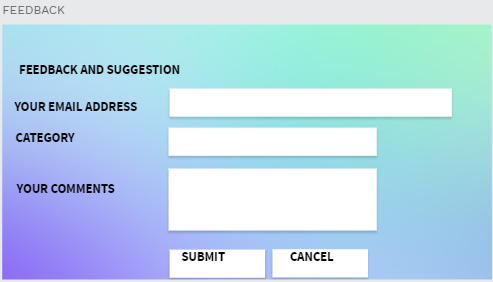 FEEDBACK
FEEDBACK AND SUGGESTION
YOUR EMAIL ADDRESS
CATEGORY
YOUR COMMENTS
SUBMIT CANCEL